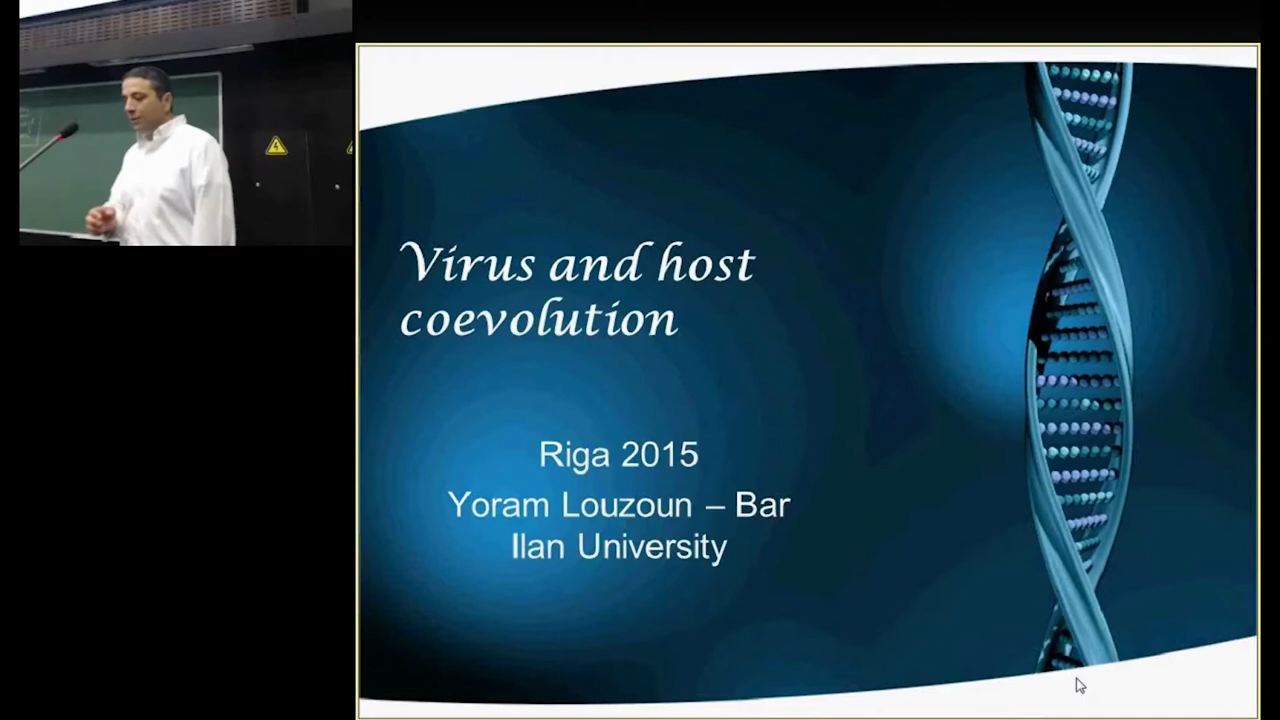 Virus and host
coevolution
Riga 2015
Yoram Louzoun – Bar
Ilan University